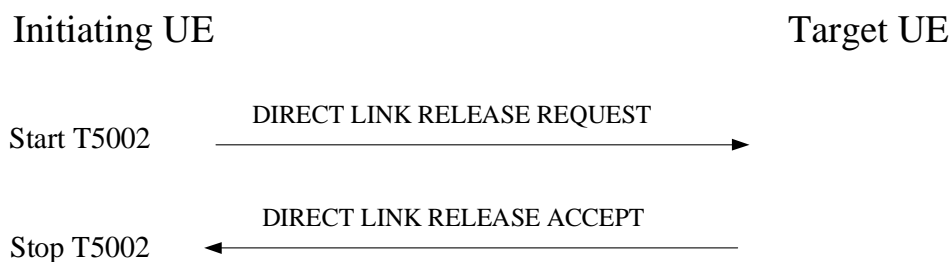 Initiating UE
Target UE
DIRECT LINK RELEASE REQUEST
Start T5002
DIRECT LINK RELEASE ACCEPT
Stop T5002